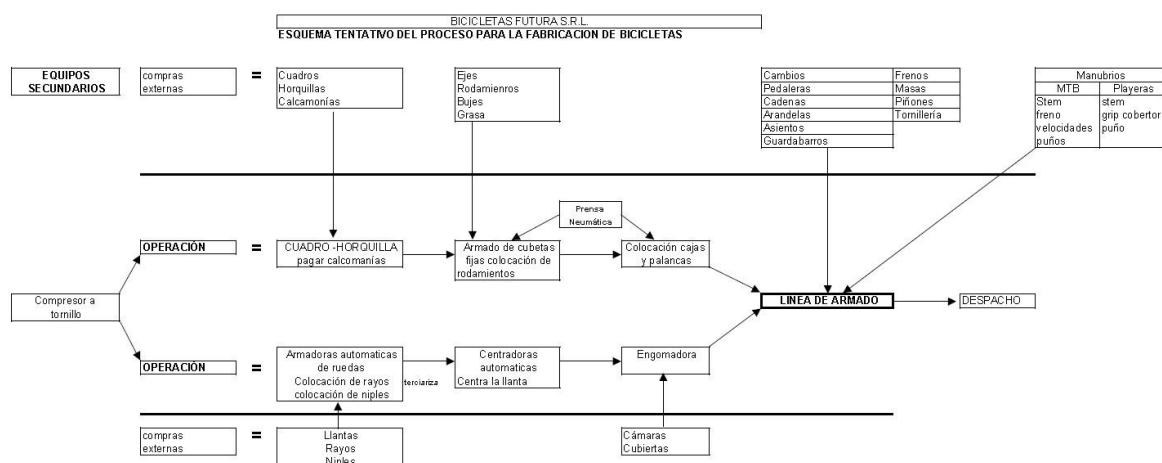 BICICLETAS FUTURA S.R.L.
ESQUEMA TENTATIVO DEL PROCESO PARA LA FABRICACION DE BICICLETAS
EQUIPOS
SECUNDARIOS
compras
externas
=
Cuadros
Horquillas
Calcamonías
Ejes
Rodamienros
Bujes
Grasa
Cambios
Pedaleras
Cadenas
Arandelas
Asientos
Guardabarros
Frenos
Masas
Piñones
Tornillería
Manubrios
MTB
Stem
freno
velocidades
puños
Playeras
stem
grip cobertor
puño
Prensa
Neumática
OPERACIÓN
=
CUADRO -HORQUILLA
pagar calcomanías
Armado de cubetas
fijas colocación de
rodamientos
Colocación cajas
y palancas
Compresor a
tornillo
LINEA DE ARMADO
DESPACHO
OPERACIÓN
=
Armadoras automaticas
de ruedas
Colocación de rayos
colocación de niples
terciariza
Centradoras
automaticas
Centra la llanta
Engomadora
compras
externas
=
Llantas
Rayos
Niples
Cámaras
Cubiertas